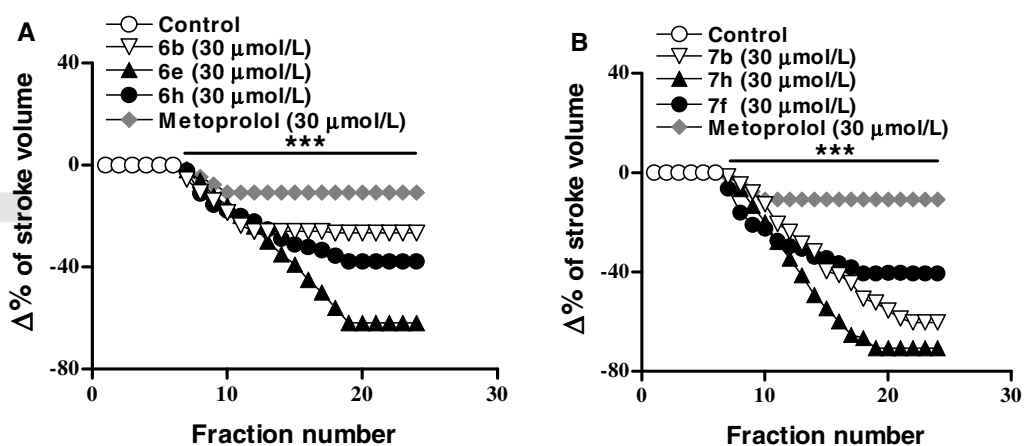 A
Control
6b (30 μmol/L)
6e (30 μmol/L)
6h (30 μmol/L)
Metoprolol (30 μmol/L)
***
40
0
-40
-80
Δ% of stroke volume
0 10 20 30
Fraction number
B
Control
7b (30 μmol/L)
7h (30 μmol/L)
7f (30 μmol/L)
Metoprolol (30 μmol/L)
***
40
0
-40
-80
Δ% of stroke volume
0 10 20 30
Fraction number